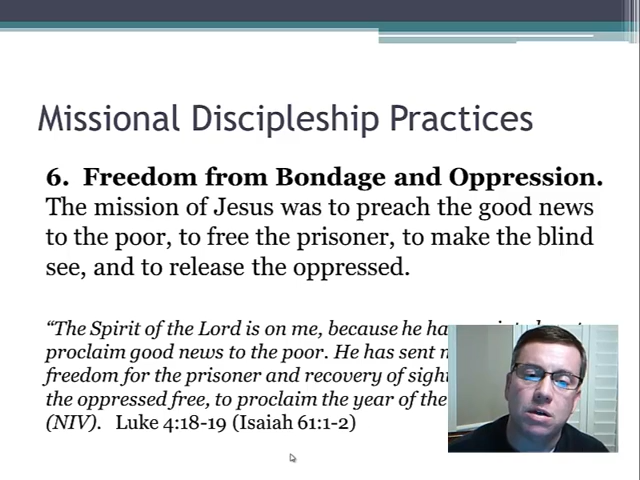 Missional Discipleship Practices
6. Freedom from Bondage and Oppression.
The mission of Jesus was to preach the good news
to the poor, to free the prisoner, to make the blind
see, and to release the oppressed.
“The Spirit of the Lord is on me, because he
proclaim good news to the poor. He has sent
freedom for the prisoner and recovery of
the oppressed free, to proclaim the year of the
(NIV). Luke 4:18-19 (Isaiah 61:1-2)